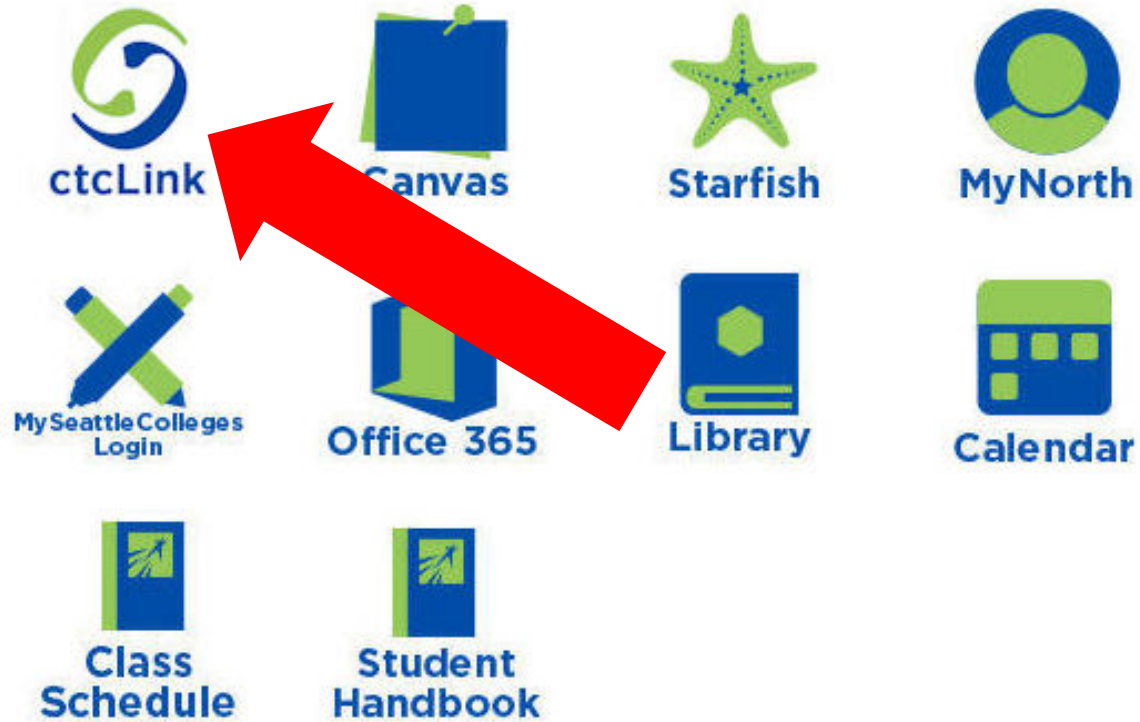 ctcLink
Canvas
Starfish
MyNorth
MySeattleColleges
Login
Office 365
Library
Calendar
Class
Schedule
Student
Handbook